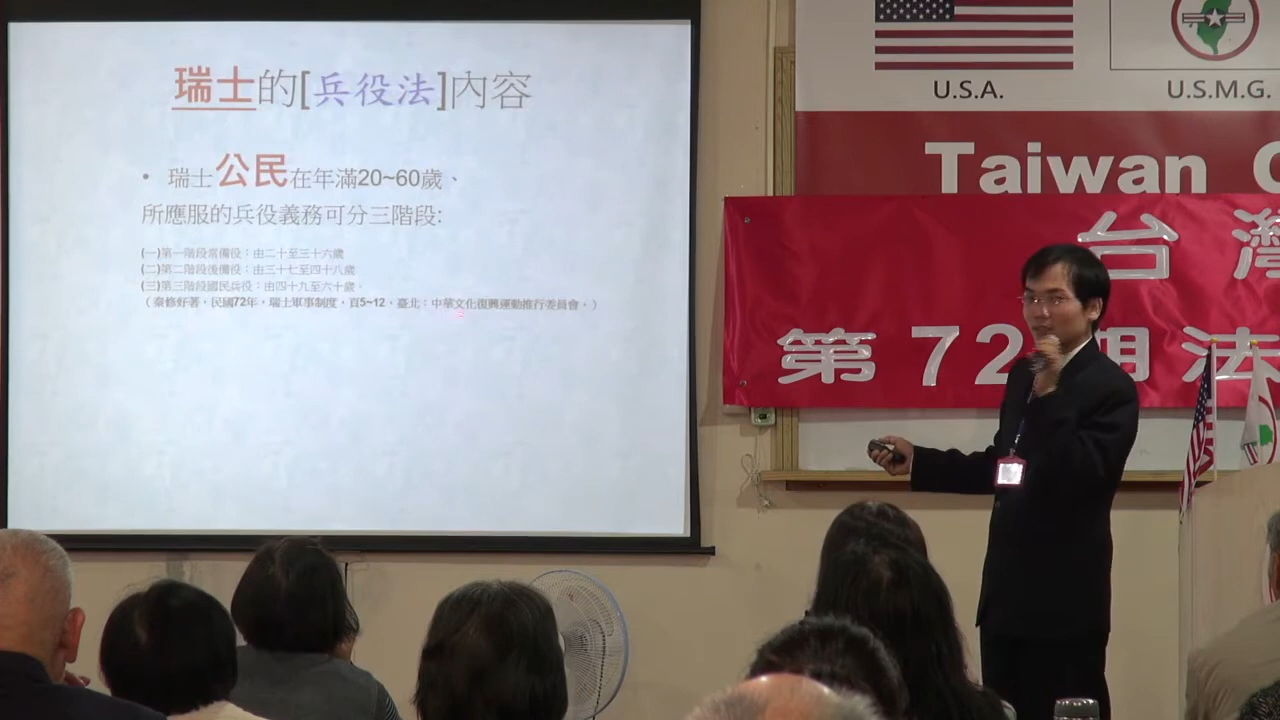 瑞士的[兵役法]內容
• 瑞士公民在年滿20~60歲、
所應服的兵役義務可分三階段:
(一)第一階段常備役：由二十至三十六歲
(二)第二階段後備役：由三十七至四十八歲
(三)第三階段國民兵役：由四十九至六十歲。
（秦修好著，民國72年，瑞士軍事制度，頁5~12，臺北：中華文化復興運動推行委員會。）
U.S.A.
U.S.M.G.
Taiwan C
台灣
第72期法